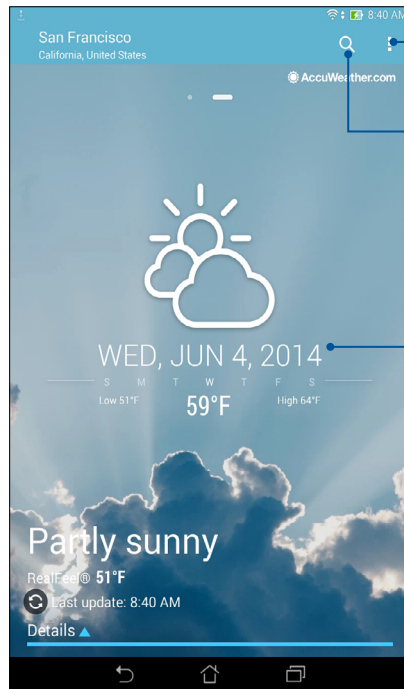 8:40 AM
San Francisco
California, United States
AccuWeather.com
WED, JUN 4, 2014
S M T W T F S
Low 51°F 59°F High 64°F
Partly sunny
RealFeel® 51°F
Last update: 8:40 AM
Details